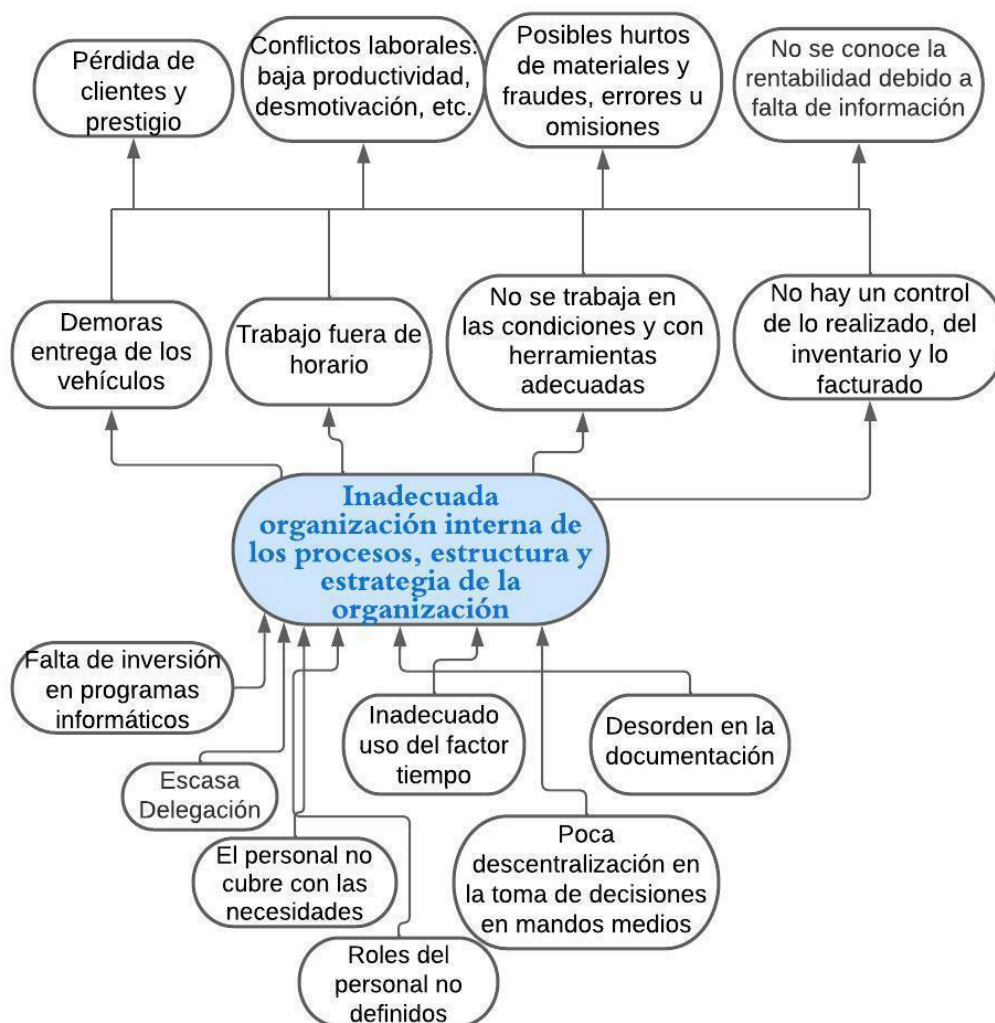 Pérdida de
clientes y
prestigio
Conflictos laborales:
baja productividad,
desmotivación, etc.
Posibles hurtos
de materiales y
fraudes, errores u
omisiones
No se conoce la
rentabilidad debido a
falta de información
Demoras
entrega de los
vehículos
Trabajo fuera de
horario
No se trabaja en
las condiciones y con
herramientas
adecuadas
No hay un control
de lo realizado, del
inventario y lo
facturado
Inadecuada
organización interna de
los procesos, estructura y
estrategia de la
organización
Falta de inversión
en programas
informáticos
Inadecuado
uso del factor
tiempo
Desorden en la
documentación
Escasa
Delegación
El personal no
cubre con las
necesidades
Poca
descentralización en
la toma de decisiones
en mandos medios
Roles del
personal no
definidos